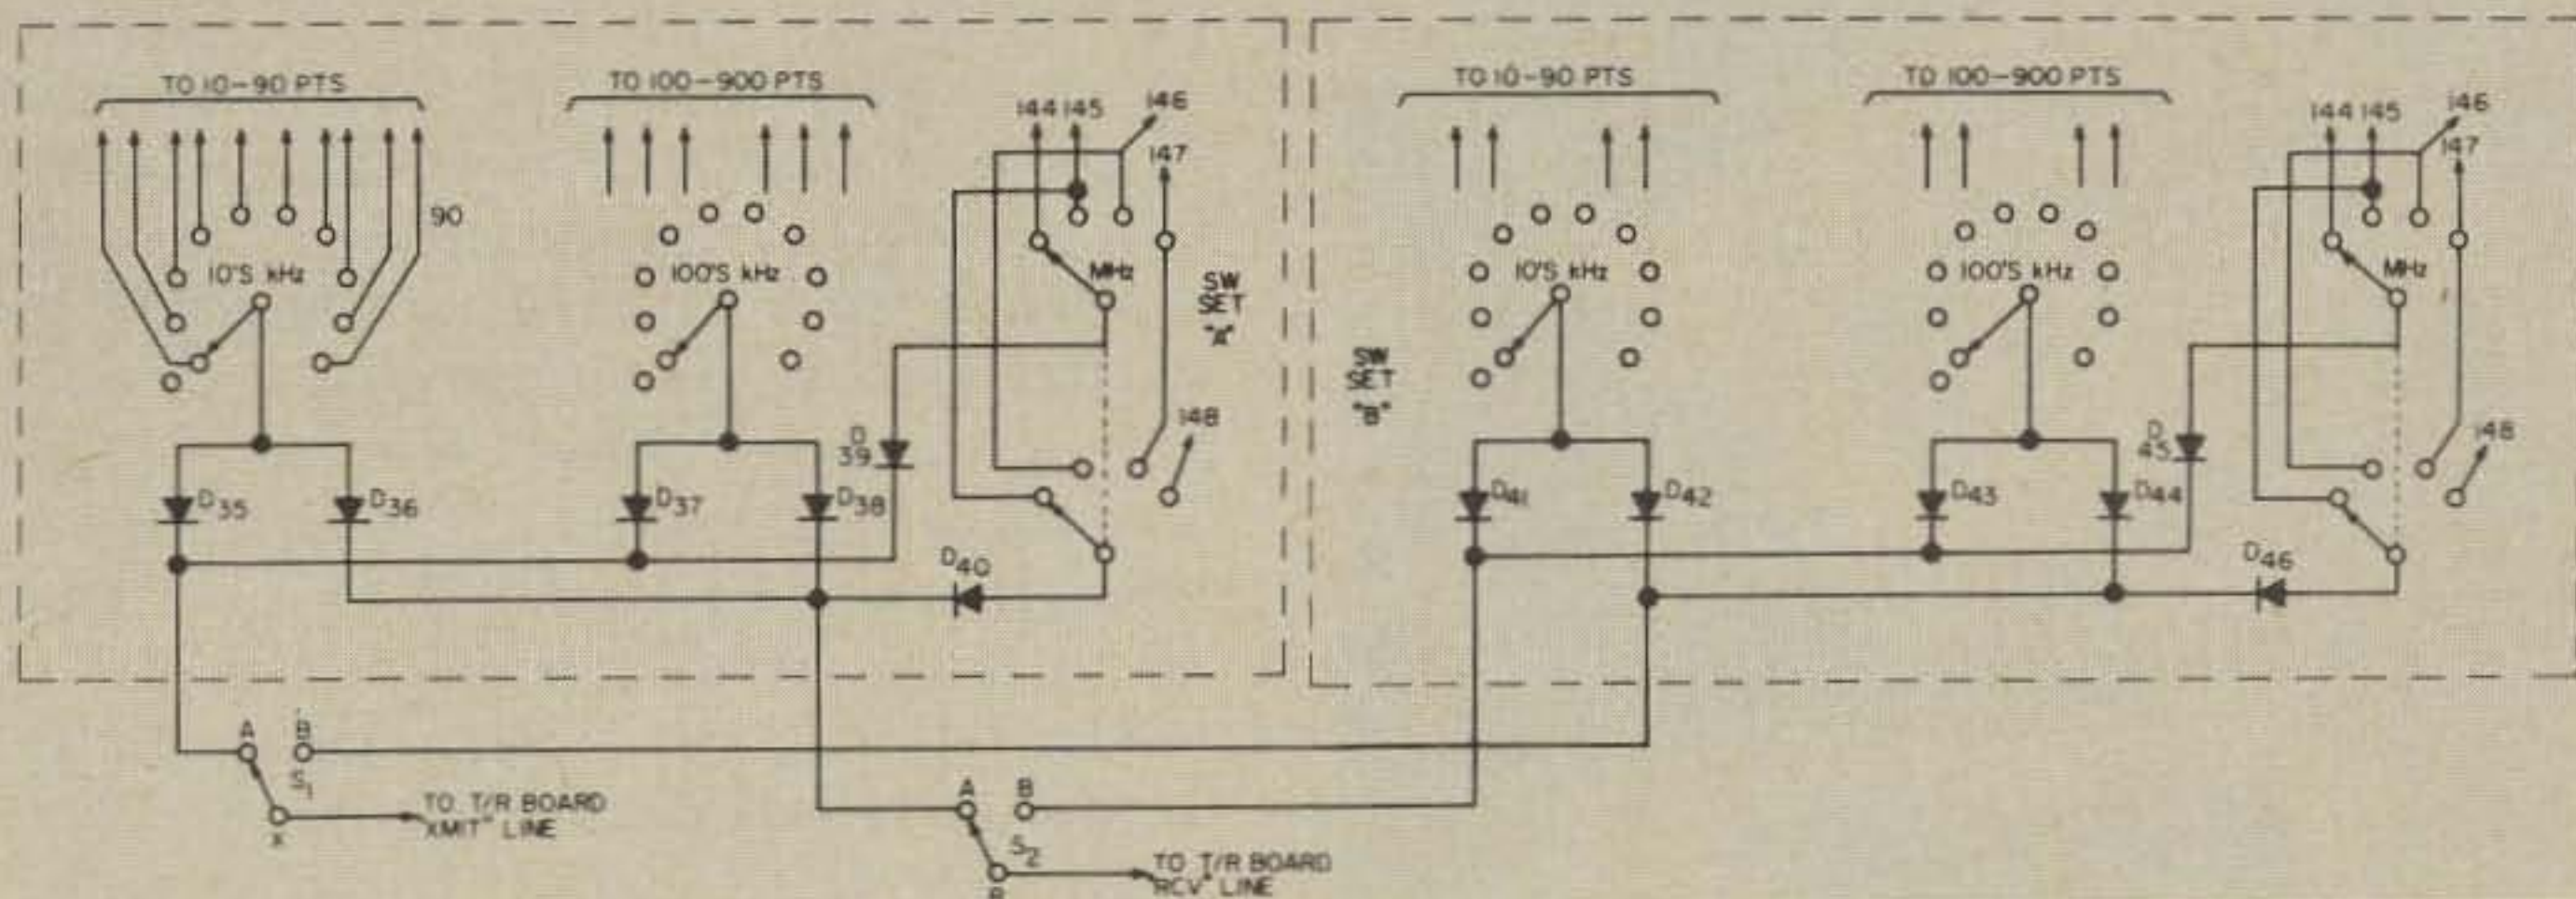 TO 10-90 PTS
TO 100-900 PTS
144 145 146
147
90
10'S kHz
100'S kHz
MHz
SW
SET
"A"
148
D35
D36
D37
D38
D
39
D40
TO 10-90 PTS
TO 100-900 PTS
144 145 146
147
10'S kHz
100'S kHz
MHz
SW
SET
"B"
148
D41
D42
D43
D44
D
45
D46
A B
S1
X
TO T/R BOARD
XMIT" LINE
A B
S2
R
TO T/R BOARD
RCV" LINE